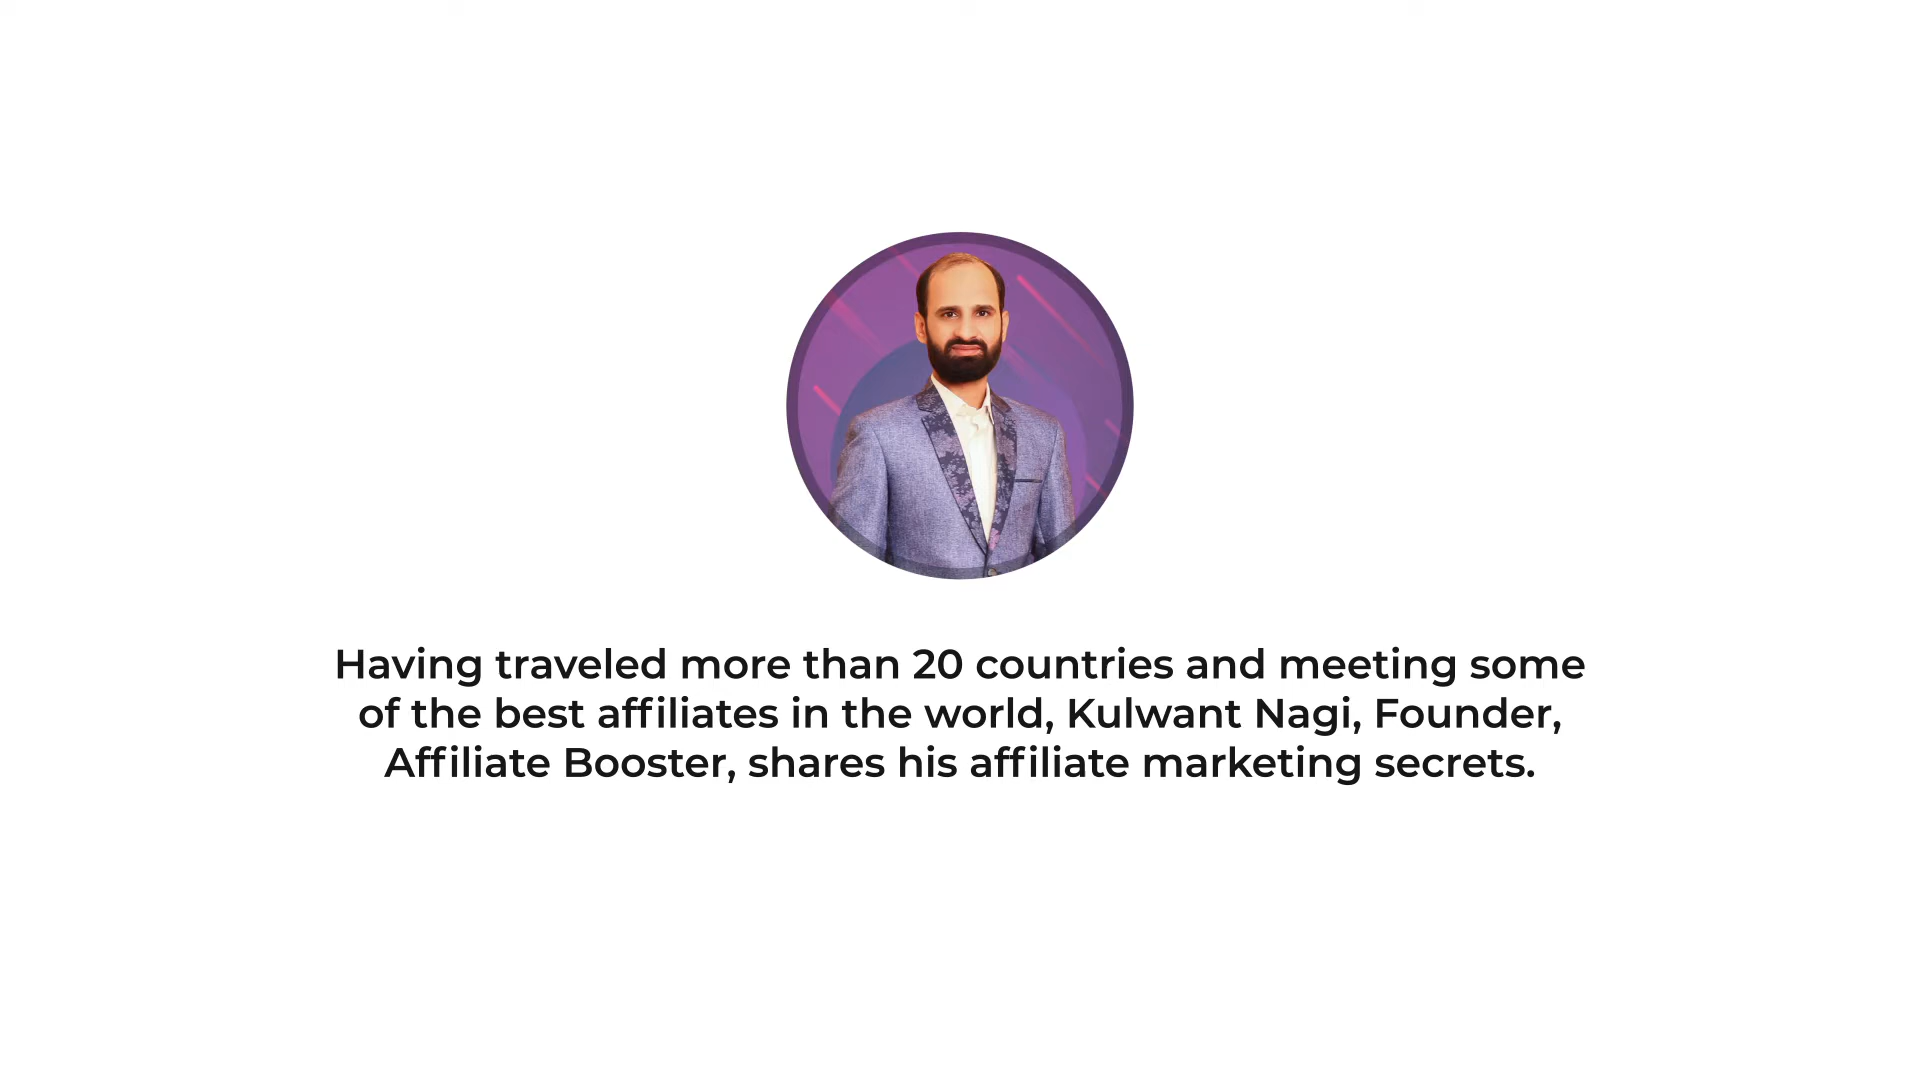 Having traveled more than 20 countries and meeting some
of the best affiliates in the world, Kulwant Nagi, Founder,
Affiliate Booster, shares his affiliate marketing secrets.